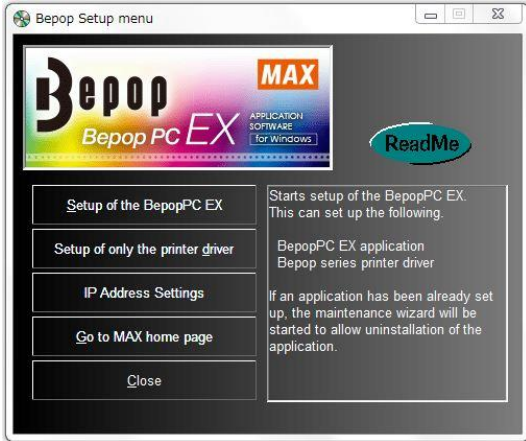 Bepop Setup menu
Bepop
MAX
Bepop PC EX
APPLICATION
SOFTWARE
for Windows
ReadMe
Setup of the BepopPC EX
Setup of only the printer driver
IP Address Settings
Go to MAX home page
Close
Starts setup of the BepopPC EX.
This can set up the following.
BepopPC EX application
Bepop series printer driver
If an application has been already set
up, the maintenance wizard will be
started to allow uninstallation of the
application.